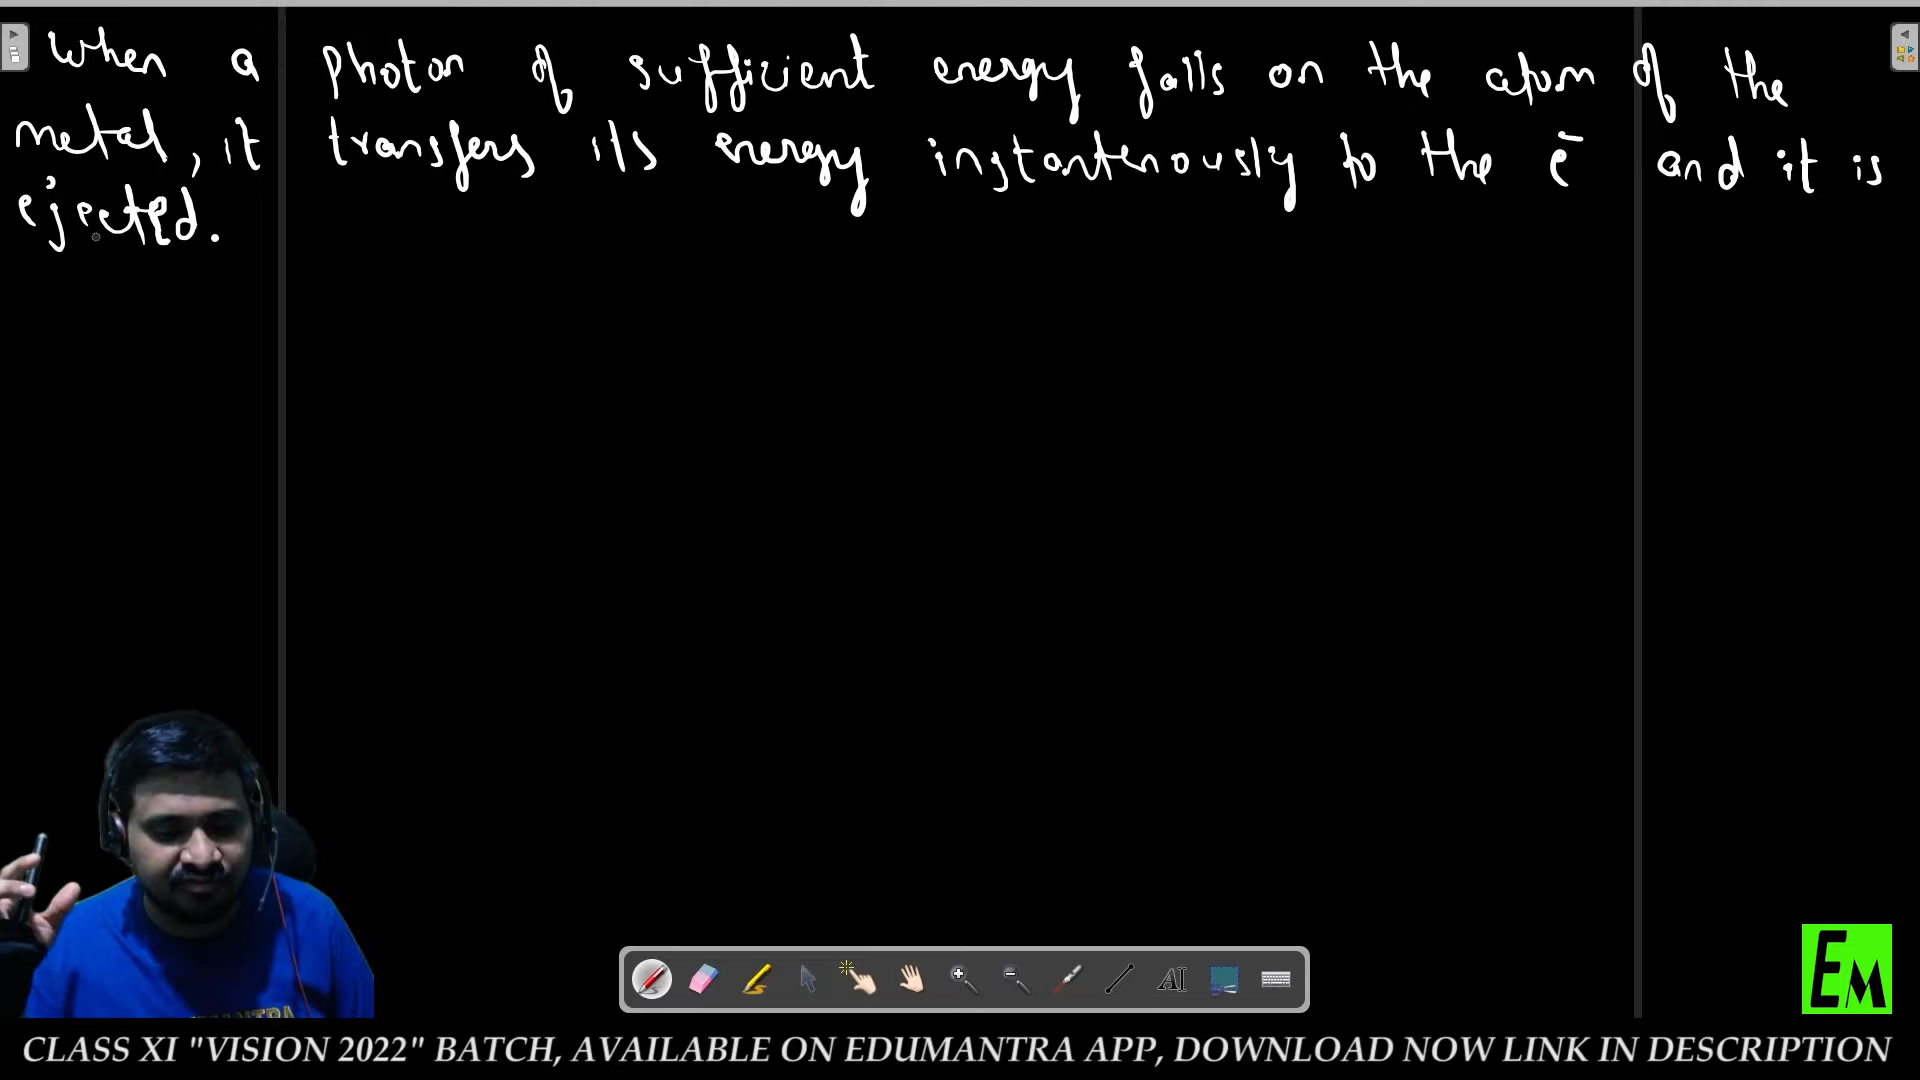 When a photon of sufficient energy falls on the atom of the
metal, it transfers its energy instantenously to the e̅ and it is
ejected.
EM
CLASS XI "VISION 2022" BATCH, AVAILABLE ON EDUMANTRA APP, DOWNLOAD NOW LINK IN DESCRIPTION